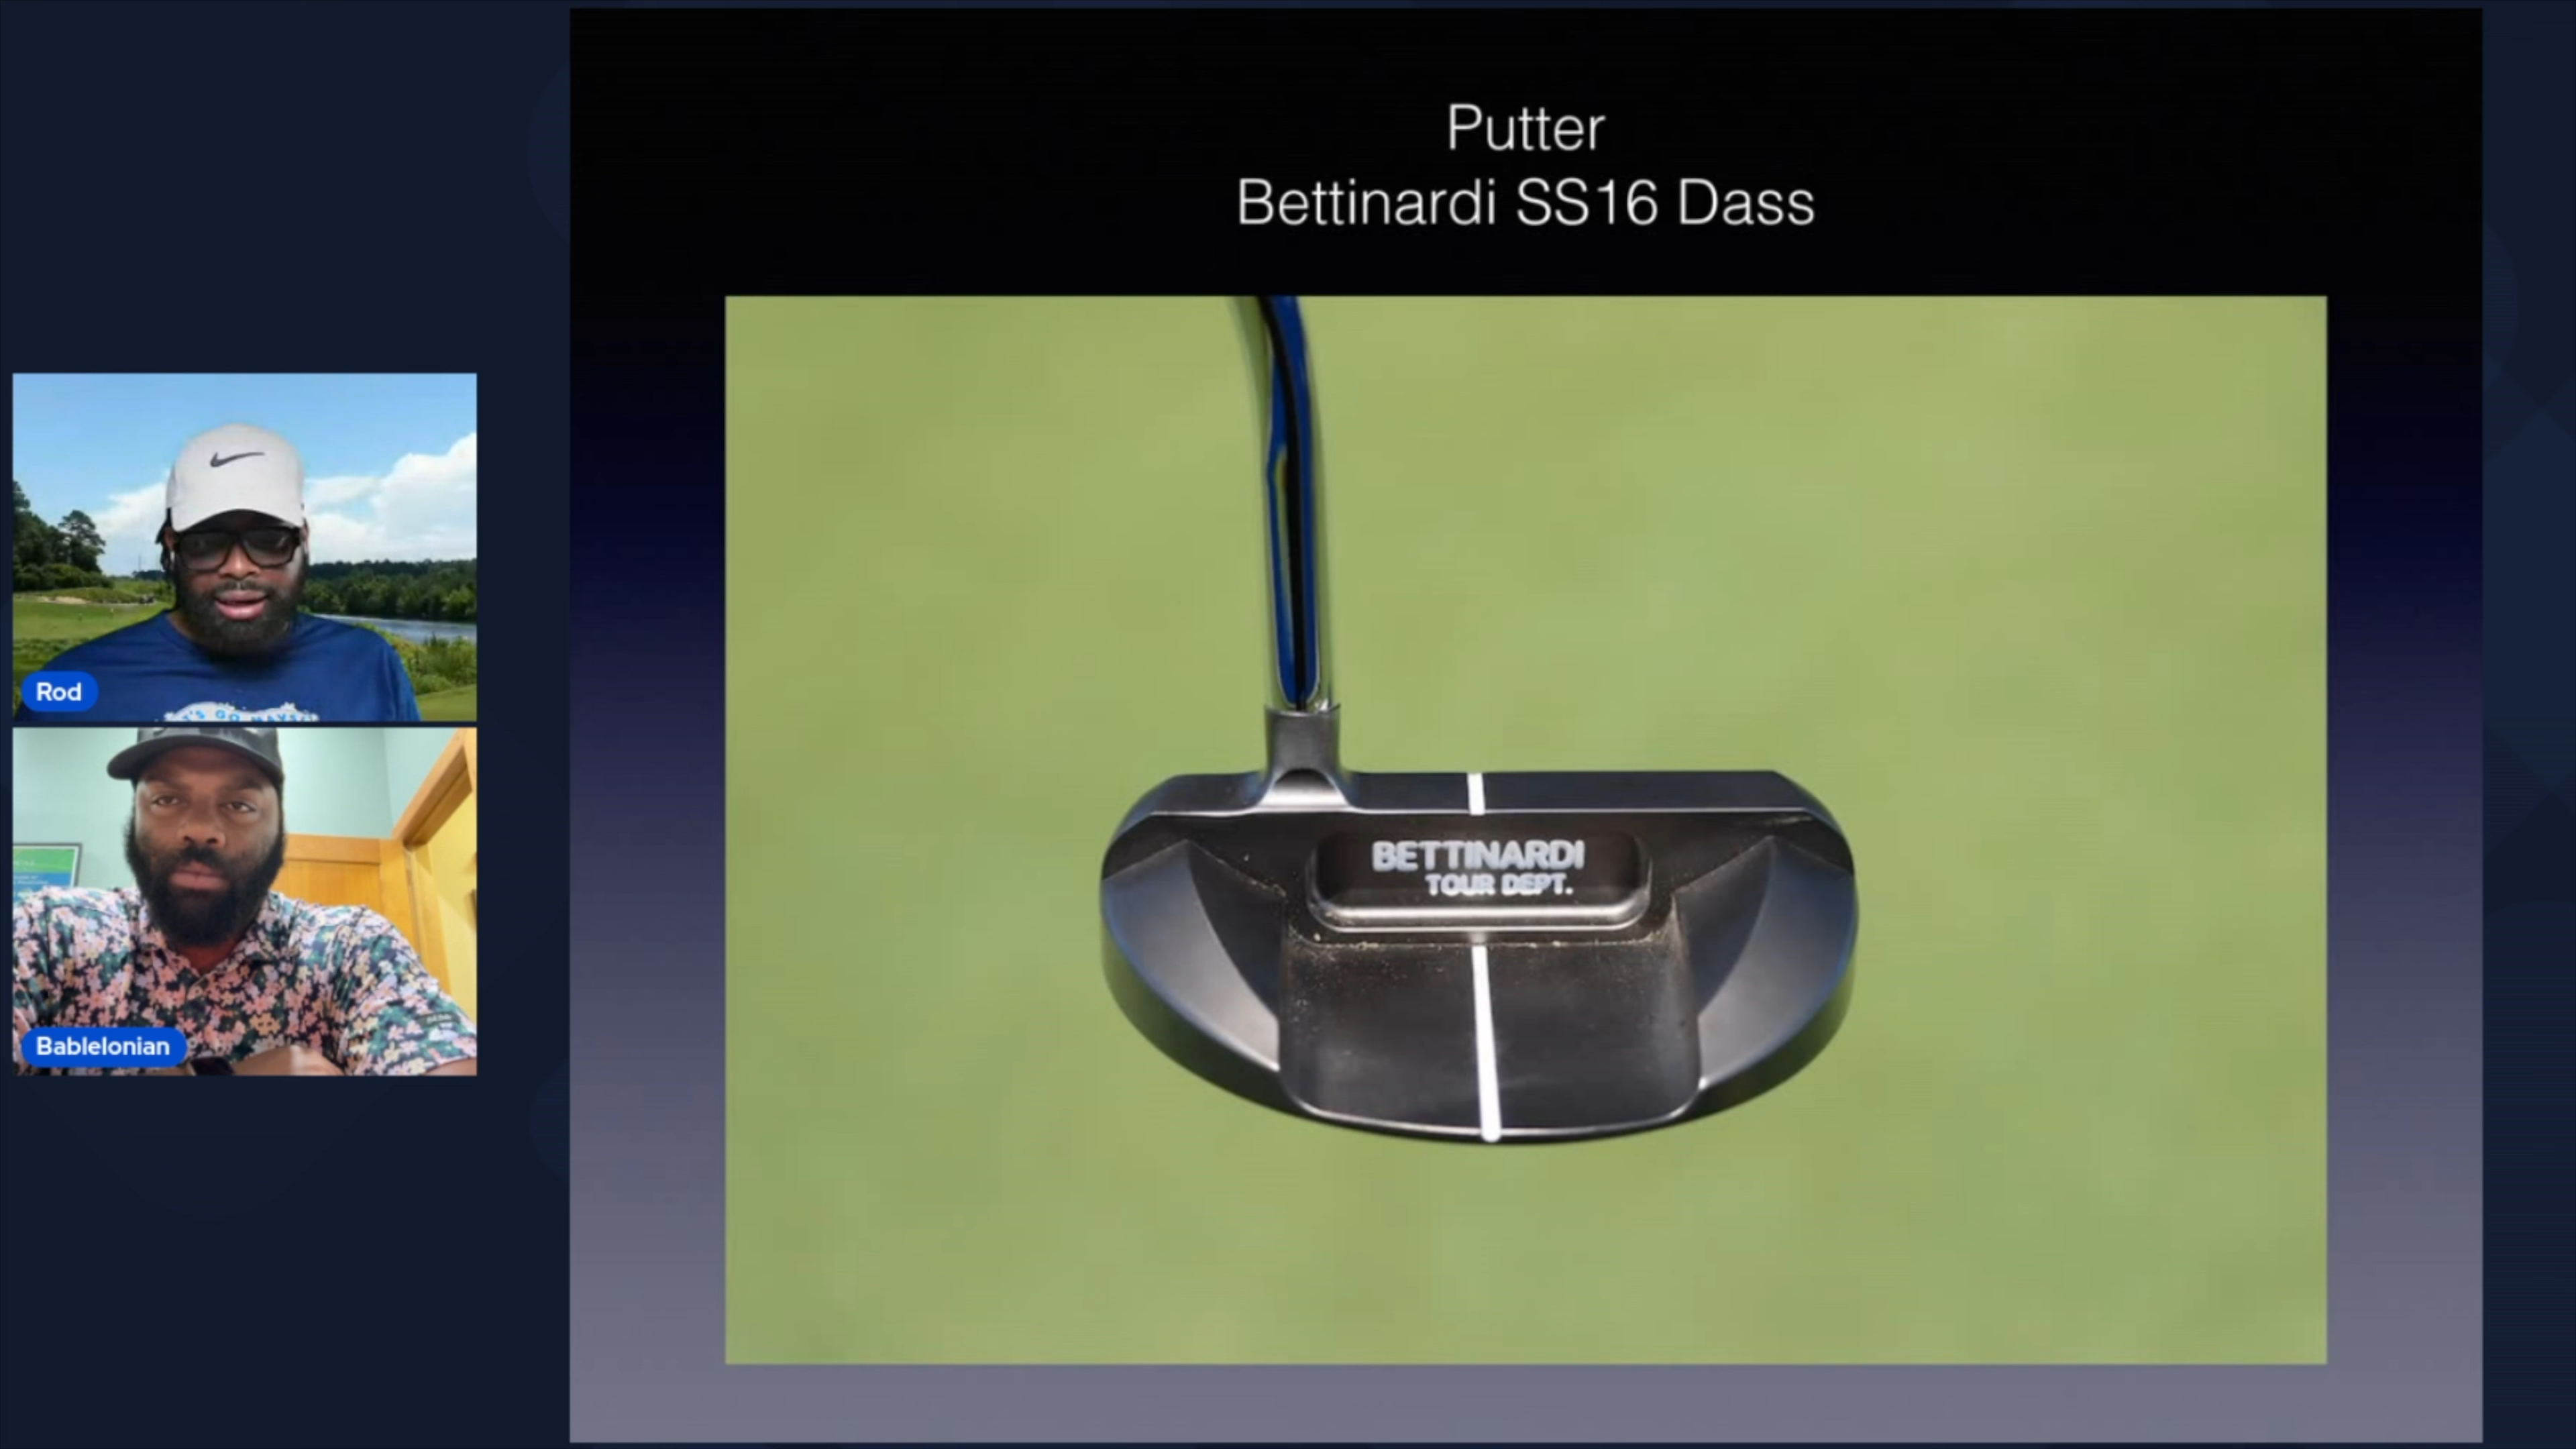 Putter
Bettinardi SS16 Dass
BETTINARDI
TOUR DEPT.
Rod
Bablelonian